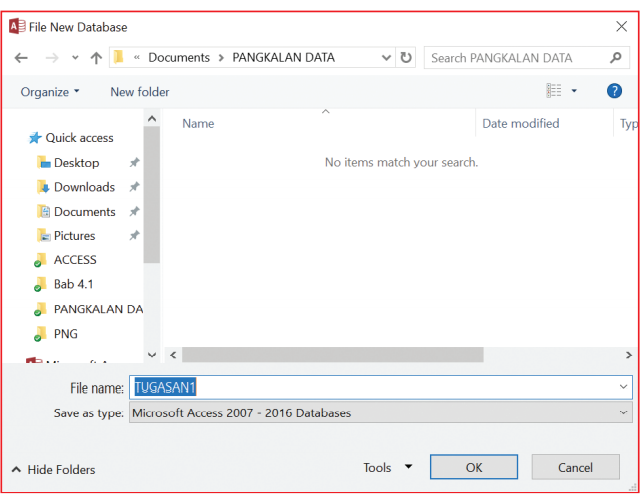 File New Database
« Documents > PANGKALAN DATA
Search PANGKALAN DATA
Organize
New folder
Name
Date modified
Typ
Quick access
No items match your search.
Desktop
Downloads
Documents
Pictures
ACCESS
Bab 4.1
PANGKALAN DA
PNG
File name: TUGASAN1
Save as type: Microsoft Access 2007 - 2016 Databases
Hide Folders
Tools
OK
Cancel